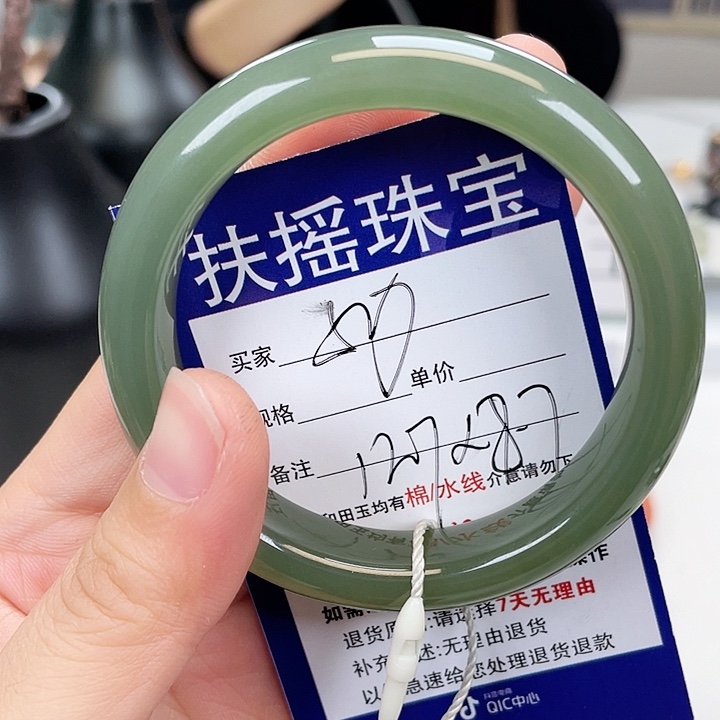 扶摇珠宝
买家
单价
规格
备注
和田玉均有棉/水线介意请勿下
操作
如需
退货原因:请选择7天无理由
补充描述:无理由退货
以便急速给您处理退货退款
抖音电商
QIC中心